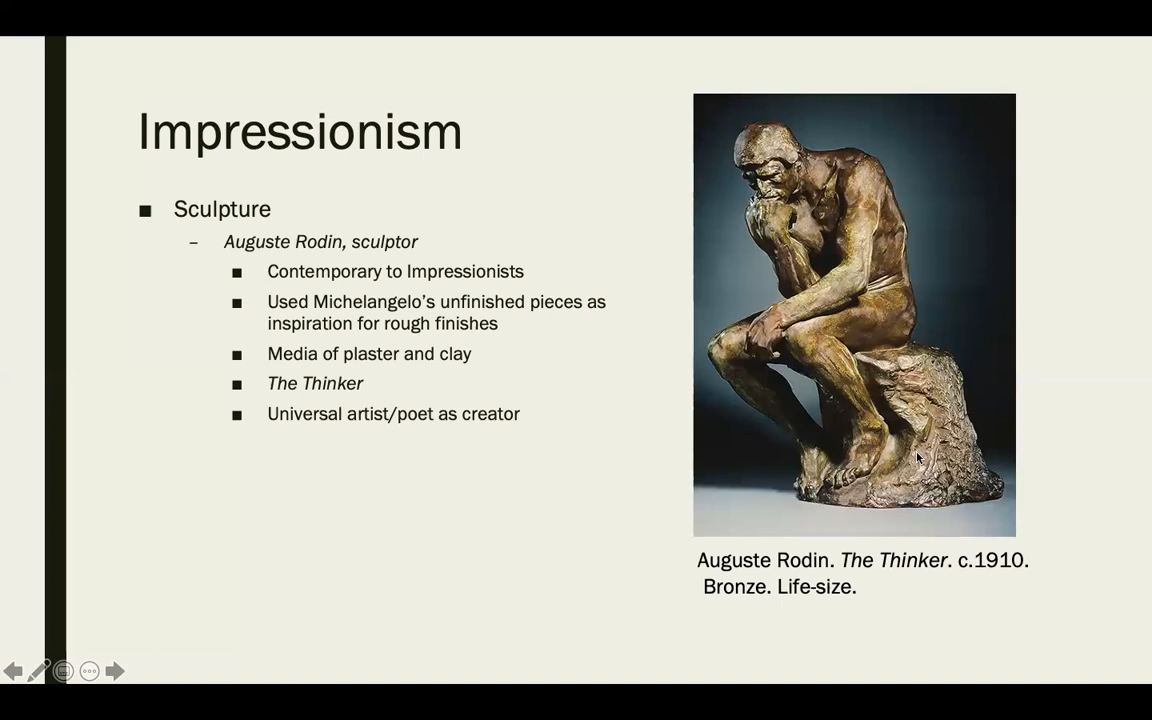 Impressionism
■ Sculpture
– Auguste Rodin, sculptor
■ Contemporary to Impressionists
■ Used Michelangelo’s unfinished pieces as
inspiration for rough finishes
■ Media of plaster and clay
■ The Thinker
■ Universal artist/poet as creator
Auguste Rodin. The Thinker. c.1910.
Bronze. Life-size.